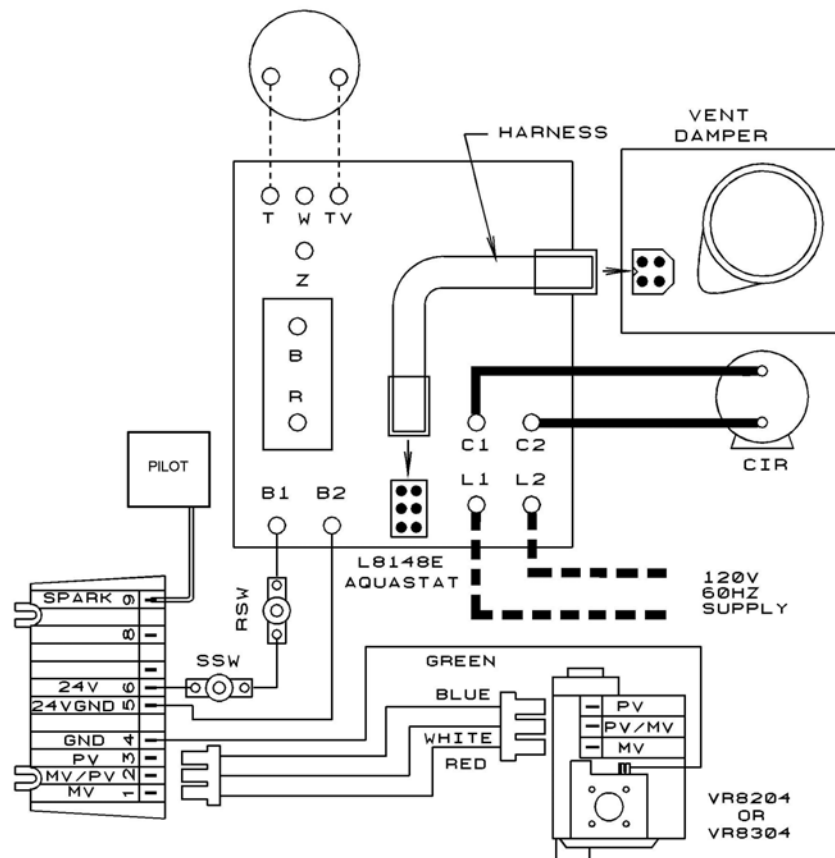 VENT
DAMPER
HARNESS
T W TV
Z
B
R
C1 C2
CIR
PILOT
B1 B2
L1 L2
L8148E
AQUASTAT
120V
60HZ
SUPPLY
RSW
SSW
SPARK 9
8
24V 6
24VGND 5
GND 4
PV 3
MV/PV 2
MV 1
GREEN
BLUE
WHITE
RED
PV
PV/MV
MV
VR8204
OR
VR8304